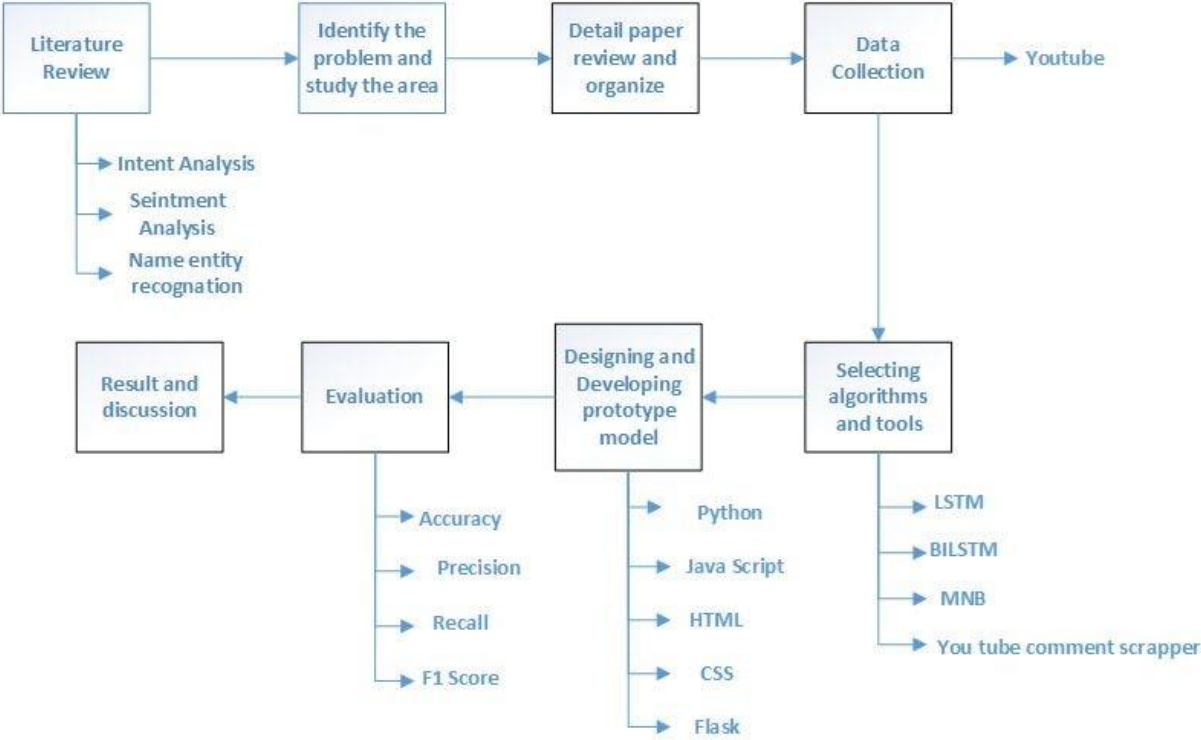 Literature
Review
Identify the
problem and
study the area
Detail paper
review and
organize
Data
Collection
Youtube
Intent Analysis
Seintment
Analysis
Name entity
recognation
Result and
discussion
Evaluation
Designing and
Developing
prototype
model
Selecting
algorithms
and tools
Accuracy
Precision
Recall
F1 Score
Python
Java Script
HTML
CSS
Flask
LSTM
BILSTM
MNB
You tube comment scrapper